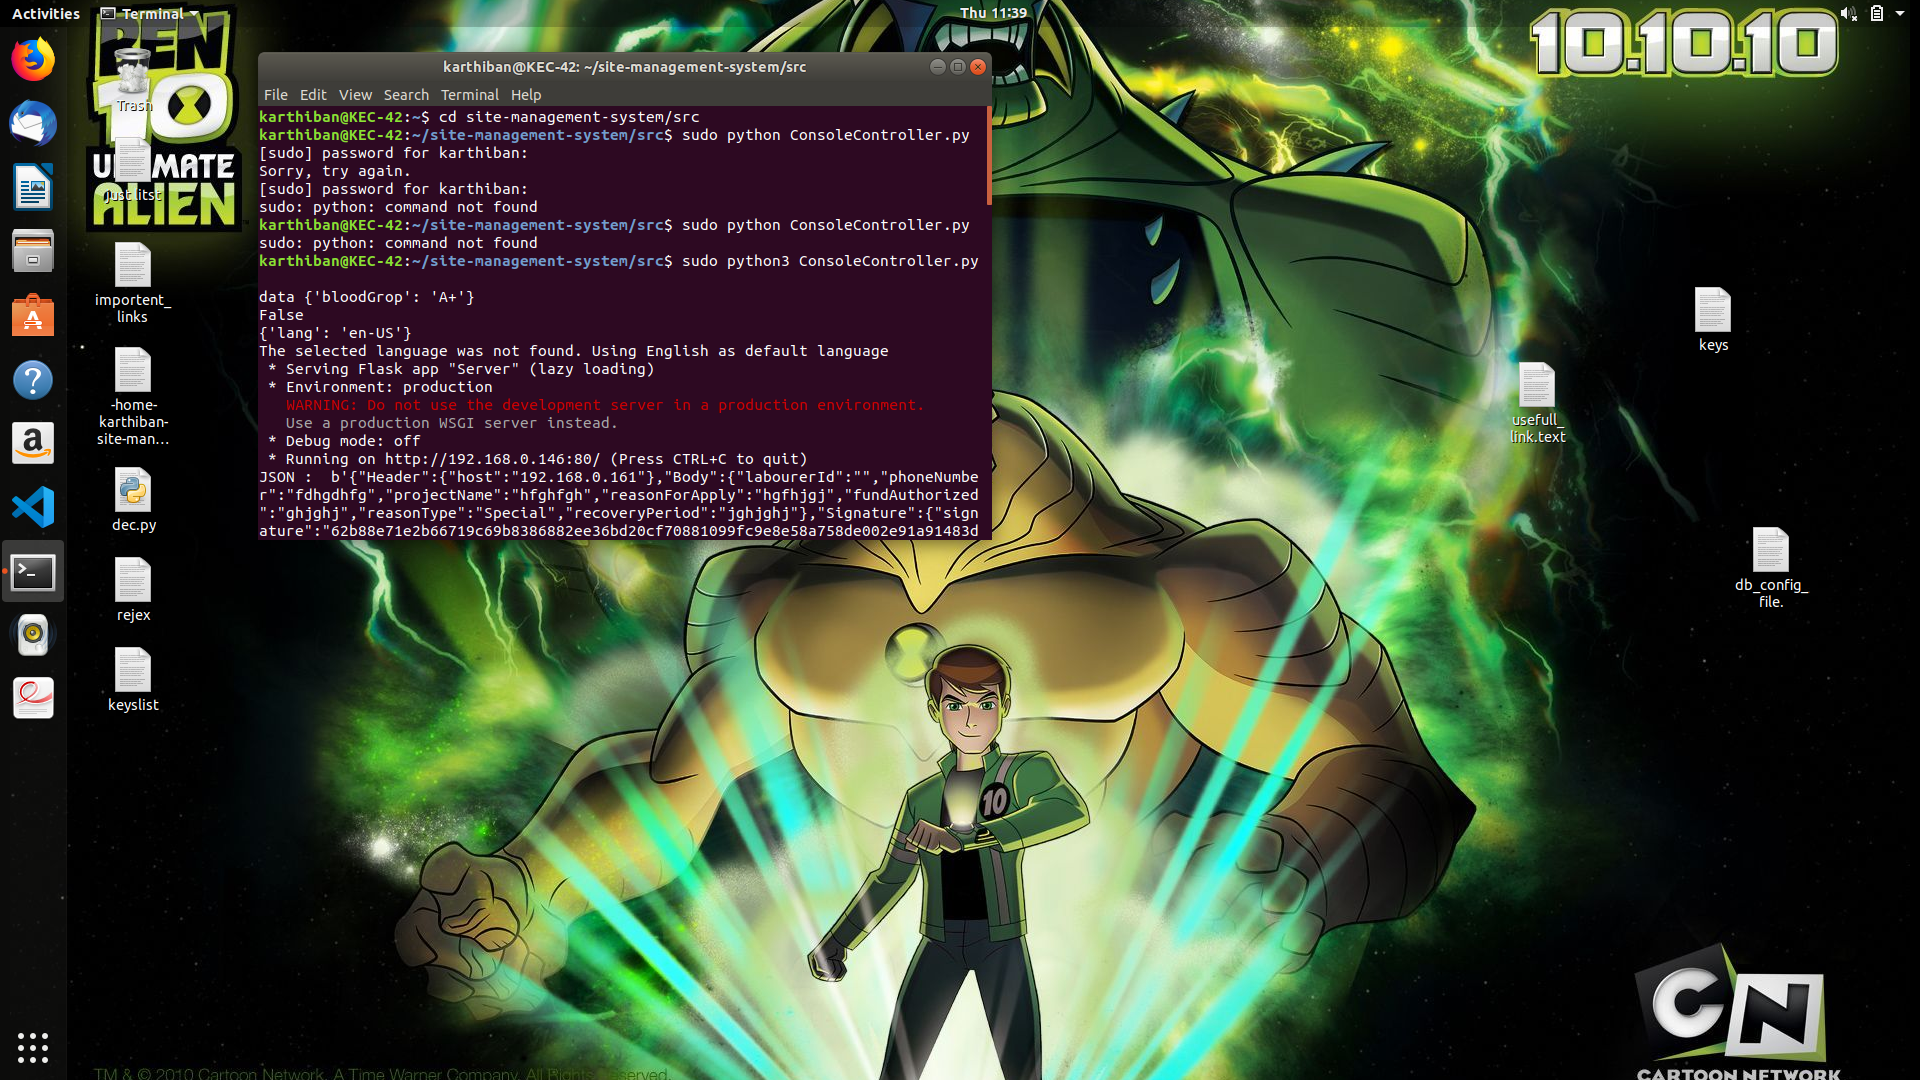 Activities
Terminal
Thu 11:39
BEN
10
ULTIMATE
ALIEN
10.10.10
Trash
just litst
importent_
links
-home-
karthiban-
site-man…
dec.py
rejex
keyslist
karthiban@KEC-42: ~/site-management-system/src
File Edit View Search Terminal Help
karthiban@KEC-42:~$ cd site-management-system/src
karthiban@KEC-42:~/site-management-system/src$ sudo python ConsoleController.py
[sudo] password for karthiban:
Sorry, try again.
[sudo] password for karthiban:
sudo: python: command not found
karthiban@KEC-42:~/site-management-system/src$ sudo python ConsoleController.py
sudo: python: command not found
karthiban@KEC-42:~/site-management-system/src$ sudo python3 ConsoleController.py
data {'bloodGrop': 'A+'}
False
{'lang': 'en-US'}
The selected language was not found. Using English as default language
* Serving Flask app "Server" (lazy loading)
* Environment: production
WARNING: Do not use the development server in a production environment.
Use a production WSGI server instead.
* Debug mode: off
* Running on http://192.168.0.146:80/ (Press CTRL+C to quit)
JSON :  b'{"Header":{"host":"192.168.0.161"},"Body":{"labourerId":"","phoneNumbe
r":"fdhgdhfg","projectName":"hfghfgh","reasonForApply":"hgfhjgj","fundAuthorized
":"ghjghj","reasonType":"Special","recoveryPeriod":"jghjghj"},"Signature":{"sign
ature":"62b88e71e2b66719c69b8386882ee36bd20cf70881099fc9e8e58a758de002e91a91483d
keys
usefull_
link.text
db_config_
file.
10
CN
CARTOON NETWORK
TM & © 2010 Cartoon Network. A Time Warner Company. All Rights Reserved.